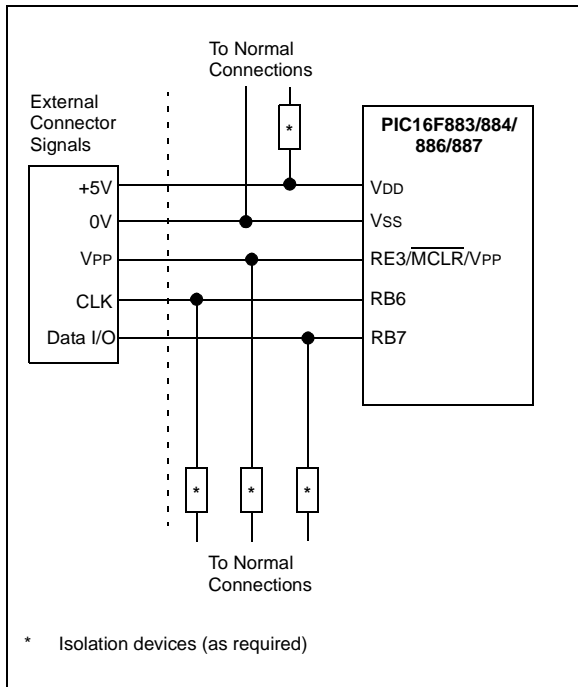 To Normal
Connections
External
Connector
Signals
*
PIC16F883/884/
886/887
+5V
VDD
0V
VSS
VPP
RE3/MCLR/VPP
CLK
RB6
Data I/O
RB7
* * *
To Normal
Connections
* Isolation devices (as required)